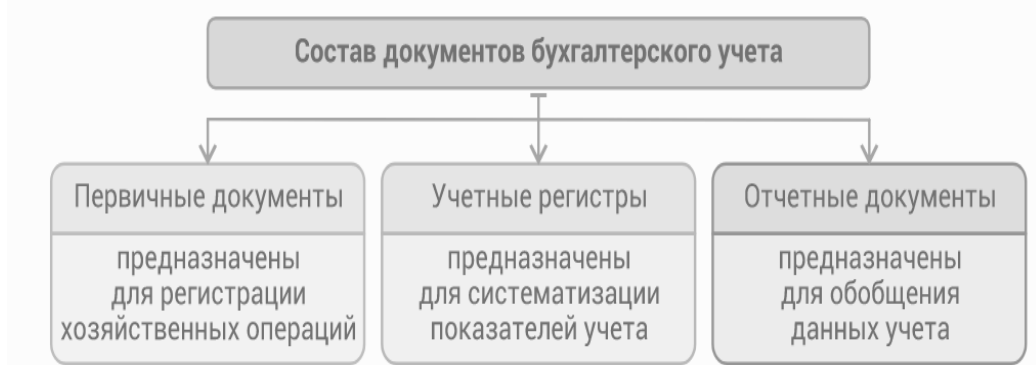 Состав документов бухгалтерского учета
Первичные документы
предназначены
для регистрации
хозяйственных операций
Учетные регистры
предназначены
для систематизации
показателей учета
Отчетные документы
предназначены
для обобщения
данных учета